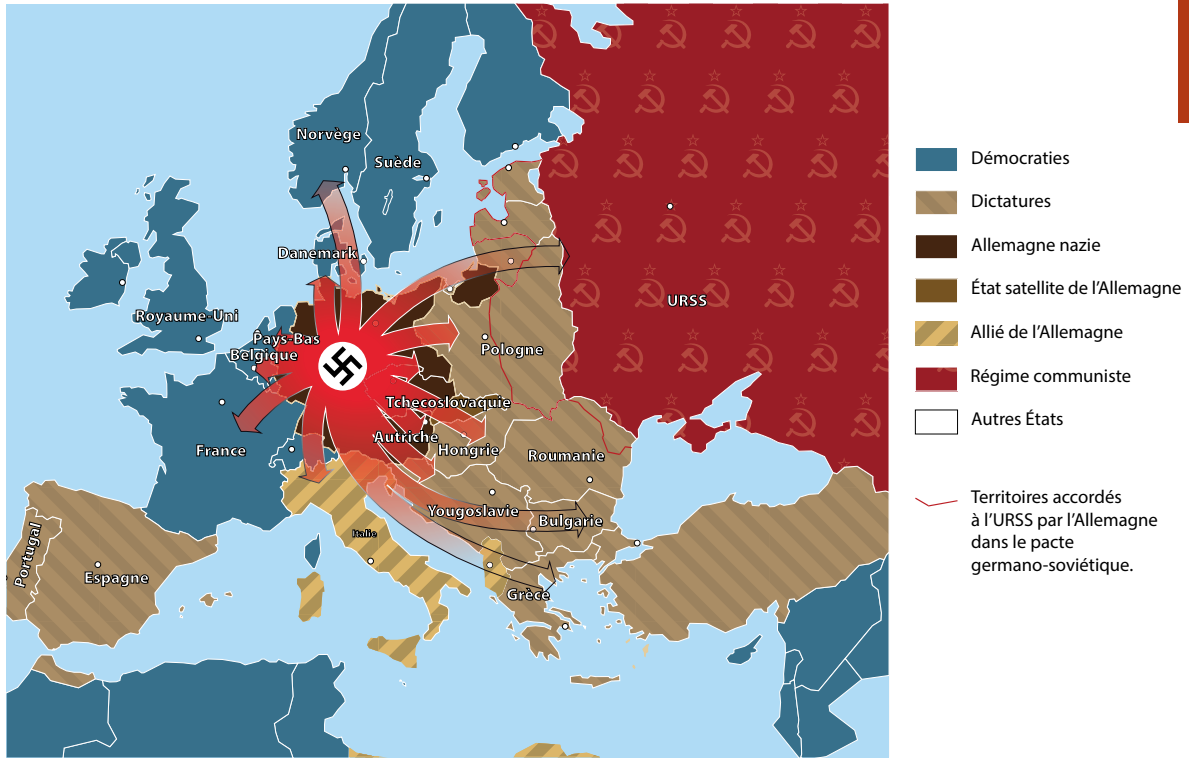 Norvège
Suède
Danemark
Royaume-Uni
Pays-Bas
Belgique
URSS
Pologne
Tchecoslovaquie
Autriche
France
Hongrie
Roumanie
Yougoslavie
Bulgarie
Italie
Portugal
Espagne
Grèce
Démocraties
Dictatures
Allemagne nazie
État satellite de l’Allemagne
Allié de l’Allemagne
Régime communiste
Autres États
Territoires accordés
à l’URSS par l’Allemagne
dans le pacte
germano-soviétique.